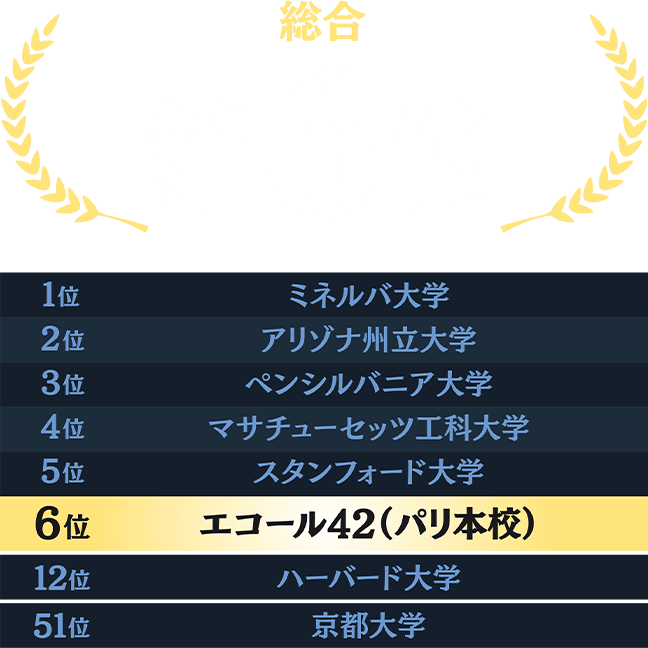 総合
1位 ミネルバ大学
2位 アリゾナ州立大学
3位 ペンシルバニア大学
4位 マサチューセッツ工科大学
5位 スタンフォード大学
6位 エコール42(パリ本校)
12位 ハーバード大学
51位 京都大学